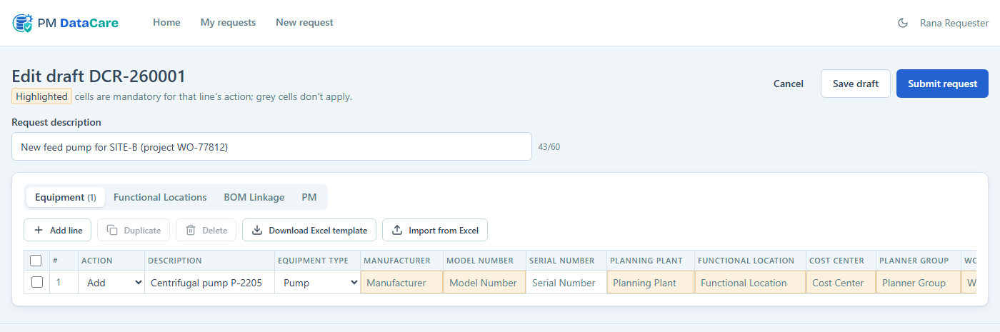 PM DataCare
Home
My requests
New request
Rana Requester
Edit draft DCR-260001
Highlighted cells are mandatory for that line's action; grey cells don't apply.
Cancel
Save draft
Submit request
Request description
New feed pump for SITE-B (project WO-77812)
43/60
Equipment (1)
Functional Locations
BOM Linkage
PM
Add line
Duplicate
Delete
Download Excel template
Import from Excel
# ACTION DESCRIPTION EQUIPMENT TYPE MANUFACTURER MODEL NUMBER SERIAL NUMBER PLANNING PLANT FUNCTIONAL LOCATION COST CENTER PLANNER GROUP WO
1 Add Centrifugal pump P-2205 Pump Manufacturer Model Number Serial Number Planning Plant Functional Location Cost Center Planner Group W